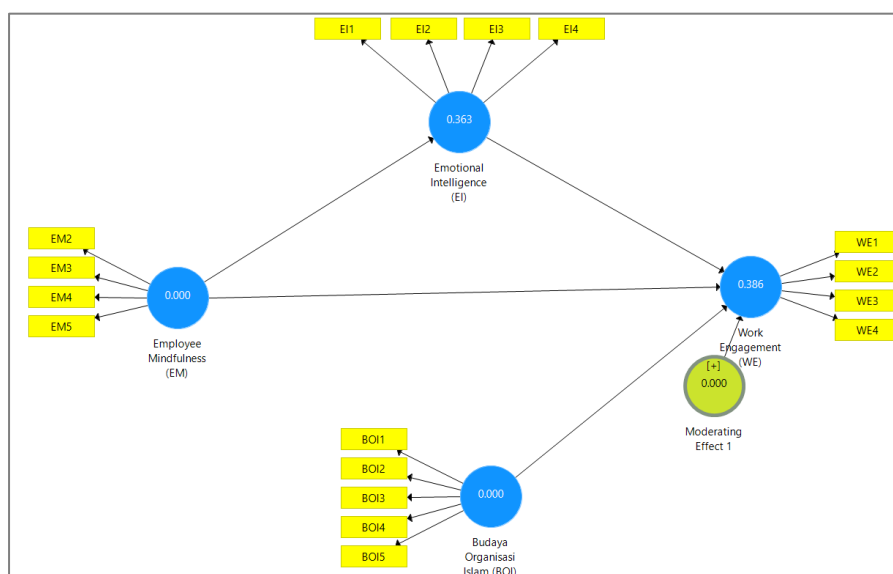 EI1
EI2
EI3
EI4
0.363
Emotional
Intelligence
(EI)
EM2
EM3
EM4
EM5
0.000
Employee
Mindfulness
(EM)
WE1
WE2
WE3
WE4
0.386
Work
Engagement
(WE)
[+]
0.000
Moderating
Effect 1
BOI1
BOI2
BOI3
BOI4
BOI5
0.000
Budaya
Organisasi
Islam (BOI)